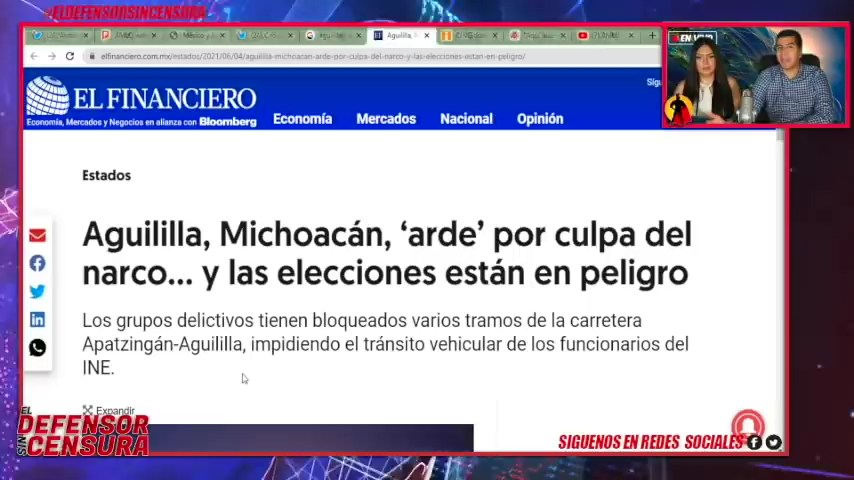 #ELDEFENSORSINCENSURA
elfinanciero.com.mx/estados/2021/06/04/aguililla-michoacan-arde-por-culpa-del-narco-y-las-elecciones-estan-en-peligro/
EN VIVO
EL FINANCIERO
Economía, Mercados y Negocios en alianza con Bloomberg
Economía Mercados Nacional Opinión
Estados
Aguililla, Michoacán, ‘arde’ por culpa del
narco... y las elecciones están en peligro
Los grupos delictivos tienen bloqueados varios tramos de la carretera
Apatzingán-Aguililla, impidiendo el tránsito vehicular de los funcionarios del
INE.
Expandir
EL
DEFENSOR
SIN
CENSURA
SIGUENOS EN REDES SOCIALES